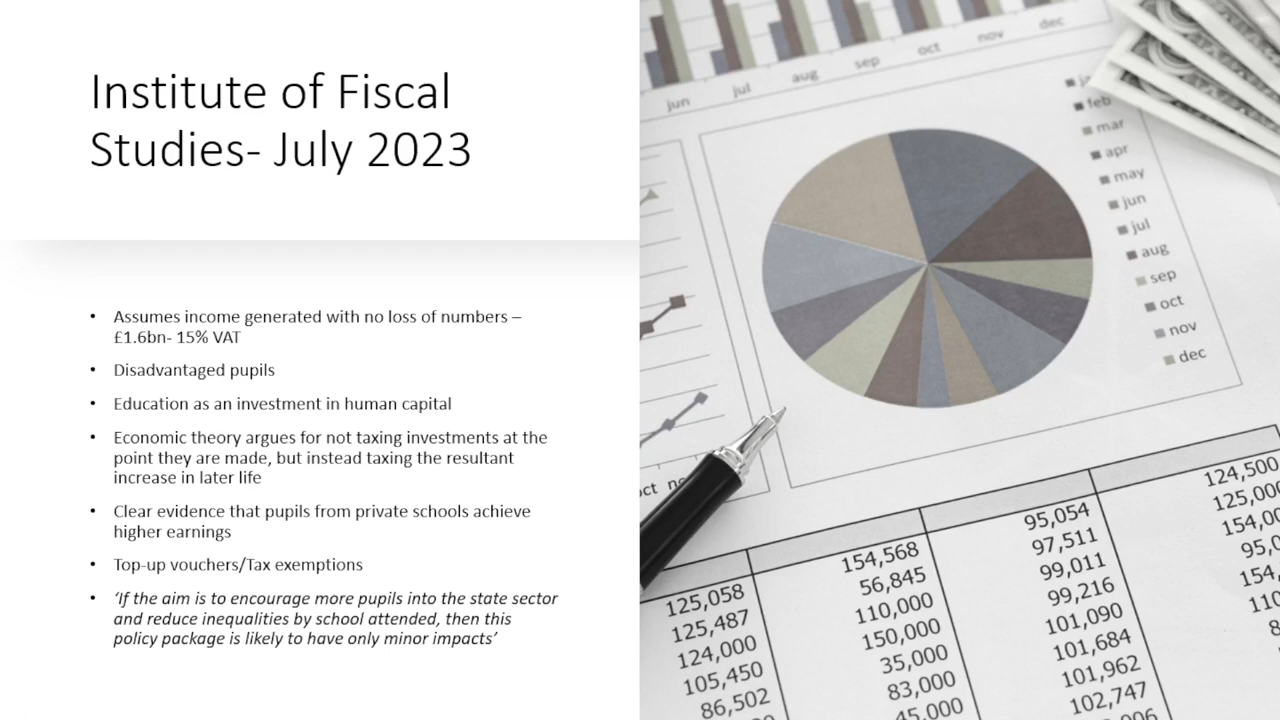 Institute of Fiscal
Studies- July 2023
• Assumes income generated with no loss of numbers –
£1.6bn- 15% VAT
• Disadvantaged pupils
• Education as an investment in human capital
• Economic theory argues for not taxing investments at the
point they are made, but instead taxing the resultant
increase in later life
• Clear evidence that pupils from private schools achieve
higher earnings
• Top-up vouchers/Tax exemptions
• ‘If the aim is to encourage more pupils into the state sector
and reduce inequalities by school attended, then this
policy package is likely to have only minor impacts’
jun jul aug sep oct nov dec
feb
mar
apr
may
jun
jul
aug
sep
oct
nov
dec
oct
125,058
125,487
124,000
105,450
86,502
154,568
56,845
110,000
150,000
35,000
83,000
45,000
95,054
97,511
99,011
99,216
101,090
101,684
101,962
102,747
124,500